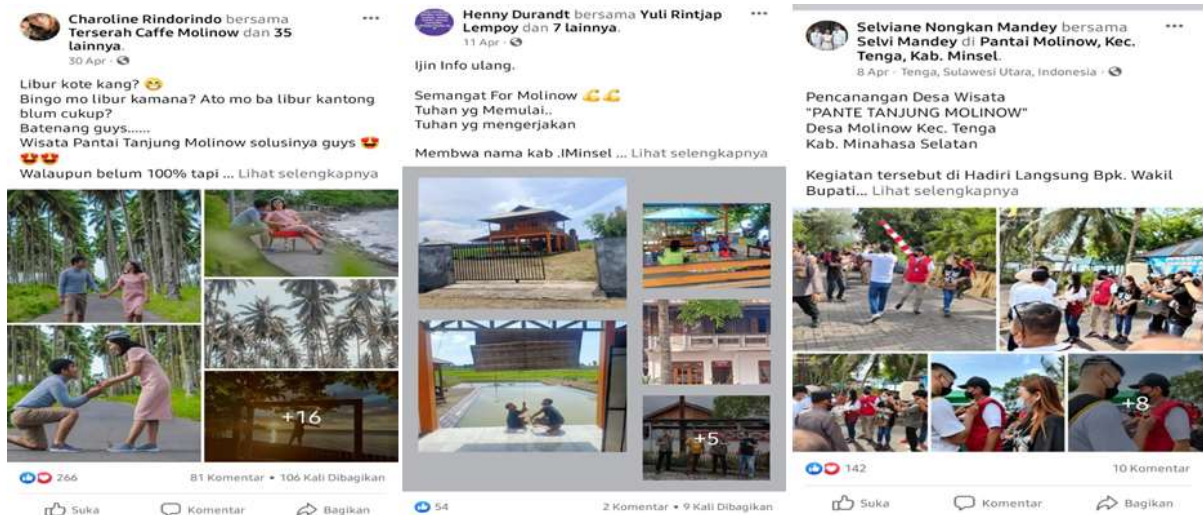 Charoline Rindorindo bersama
Terserah Caffe Molinow dan 35
lainnya.
30 Apr ·
Libur kote kang? 😁
Bingo mo libur kamana? Ato mo ba libur kantong
blum cukup?
Batenang guys......
Wisata Pantai Tanjung Molinow solusinya guys 🤩
🤩🤩
Walaupun belum 100% tapi ... Lihat selengkapnya
+16
266
81 Komentar • 106 Kali Dibagikan
Suka
Komentar
Bagikan
Henny Durandt bersama Yuli Rintjap
Lempoy dan 7 lainnya.
11 Apr ·
Ijin Info ulang.
Semangat For Molinow 💪💪
Tuhan yg Memulai..
Tuhan yg mengerjakan
Membwa nama kab .IMinsel ... Lihat selengkapnya
+5
54
2 Komentar • 9 Kali Dibagikan
Suka
Komentar
Bagikan
Selviane Nongkan Mandey bersama
Selvi Mandey di Pantai Molinow, Kec.
Tenga, Kab. Minsel.
8 Apr · Tenga, Sulawesi Utara, Indonesia ·
Pencanangan Desa Wisata
"PANTE TANJUNG MOLINOW"
Desa Molinow Kec. Tenga
Kab. Minahasa Selatan
Kegiatan tersebut di Hadiri Langsung Bpk. Wakil
Bupati... Lihat selengkapnya
+8
142
10 Komentar
Suka
Komentar
Bagikan